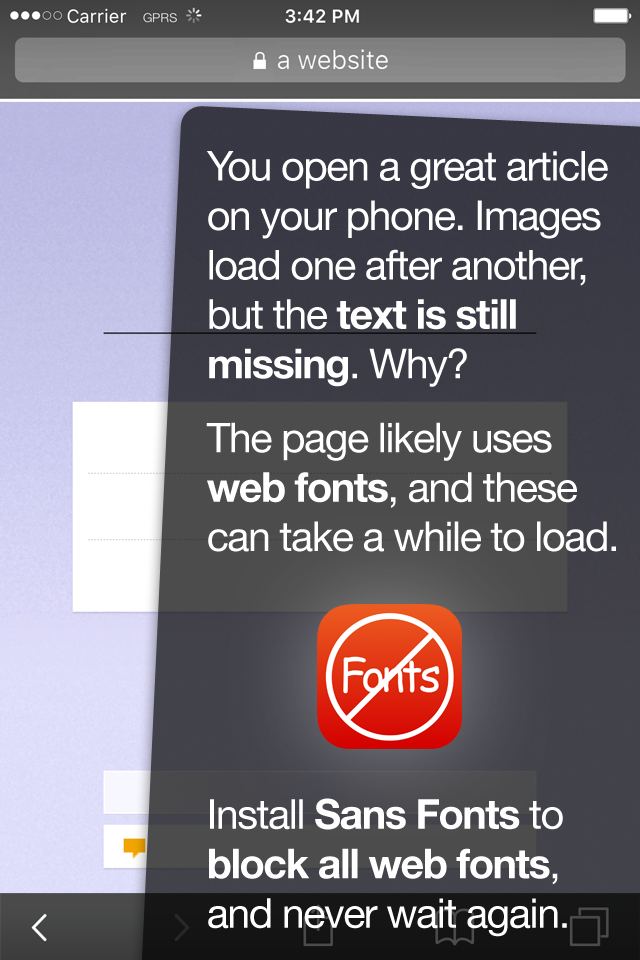 Carrier GPRS 3:42 PM
a website
You open a great article
on your phone. Images
load one after another,
but the text is still
missing. Why?
The page likely uses
web fonts, and these
can take a while to load.
Fonts
Install Sans Fonts to
block all web fonts,
and never wait again.